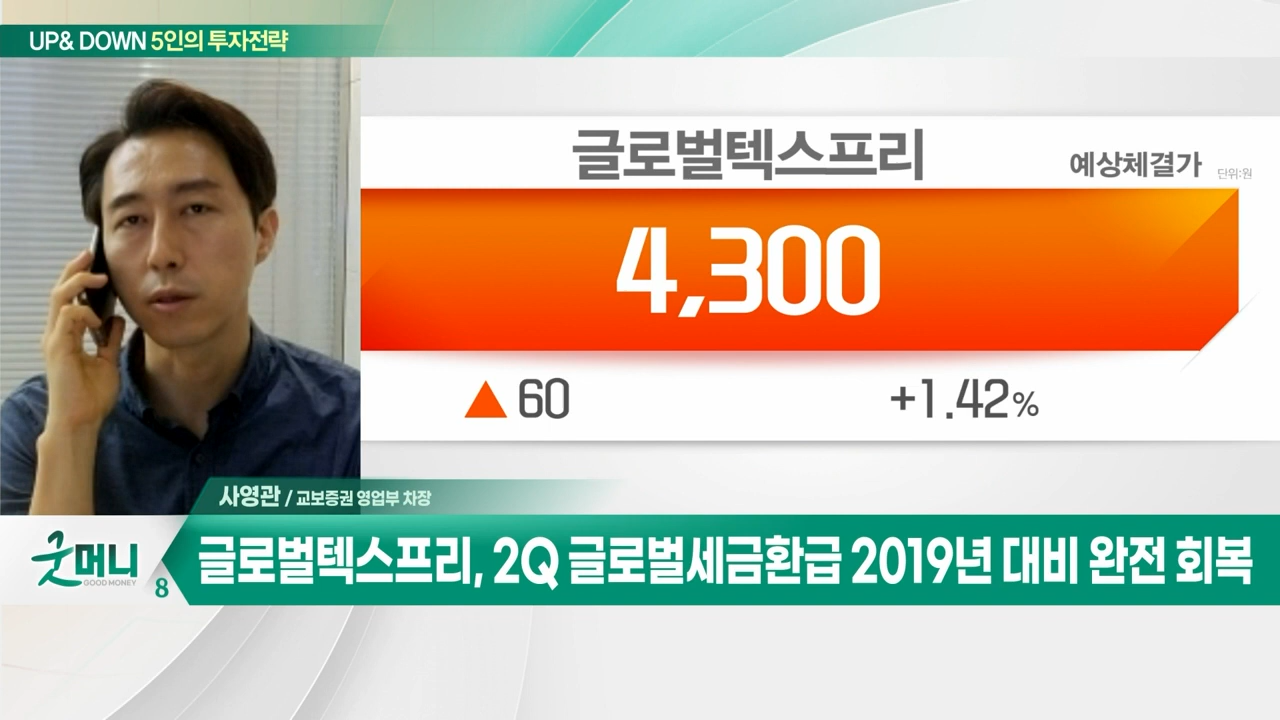 UP& DOWN 5인의 투자전략
글로벌텍스프리
예상체결가 단위:원
4,300
▲ 60 +1.42%
사영관 / 교보증권 영업부 차장
굿머니
GOOD MONEY
8
글로벌텍스프리, 2Q 글로벌세금환급 2019년 대비 완전 회복